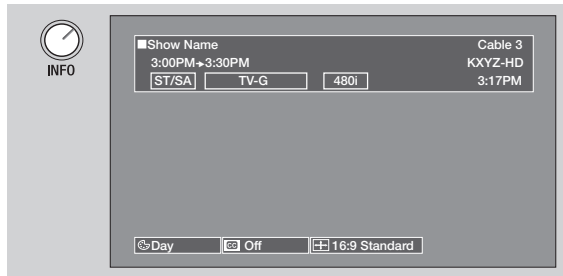 INFO
■Show Name Cable 3
3:00PM→3:30PM KXYZ-HD
ST/SA TV-G 480i 3:17PM
Day CC Off 16:9 Standard